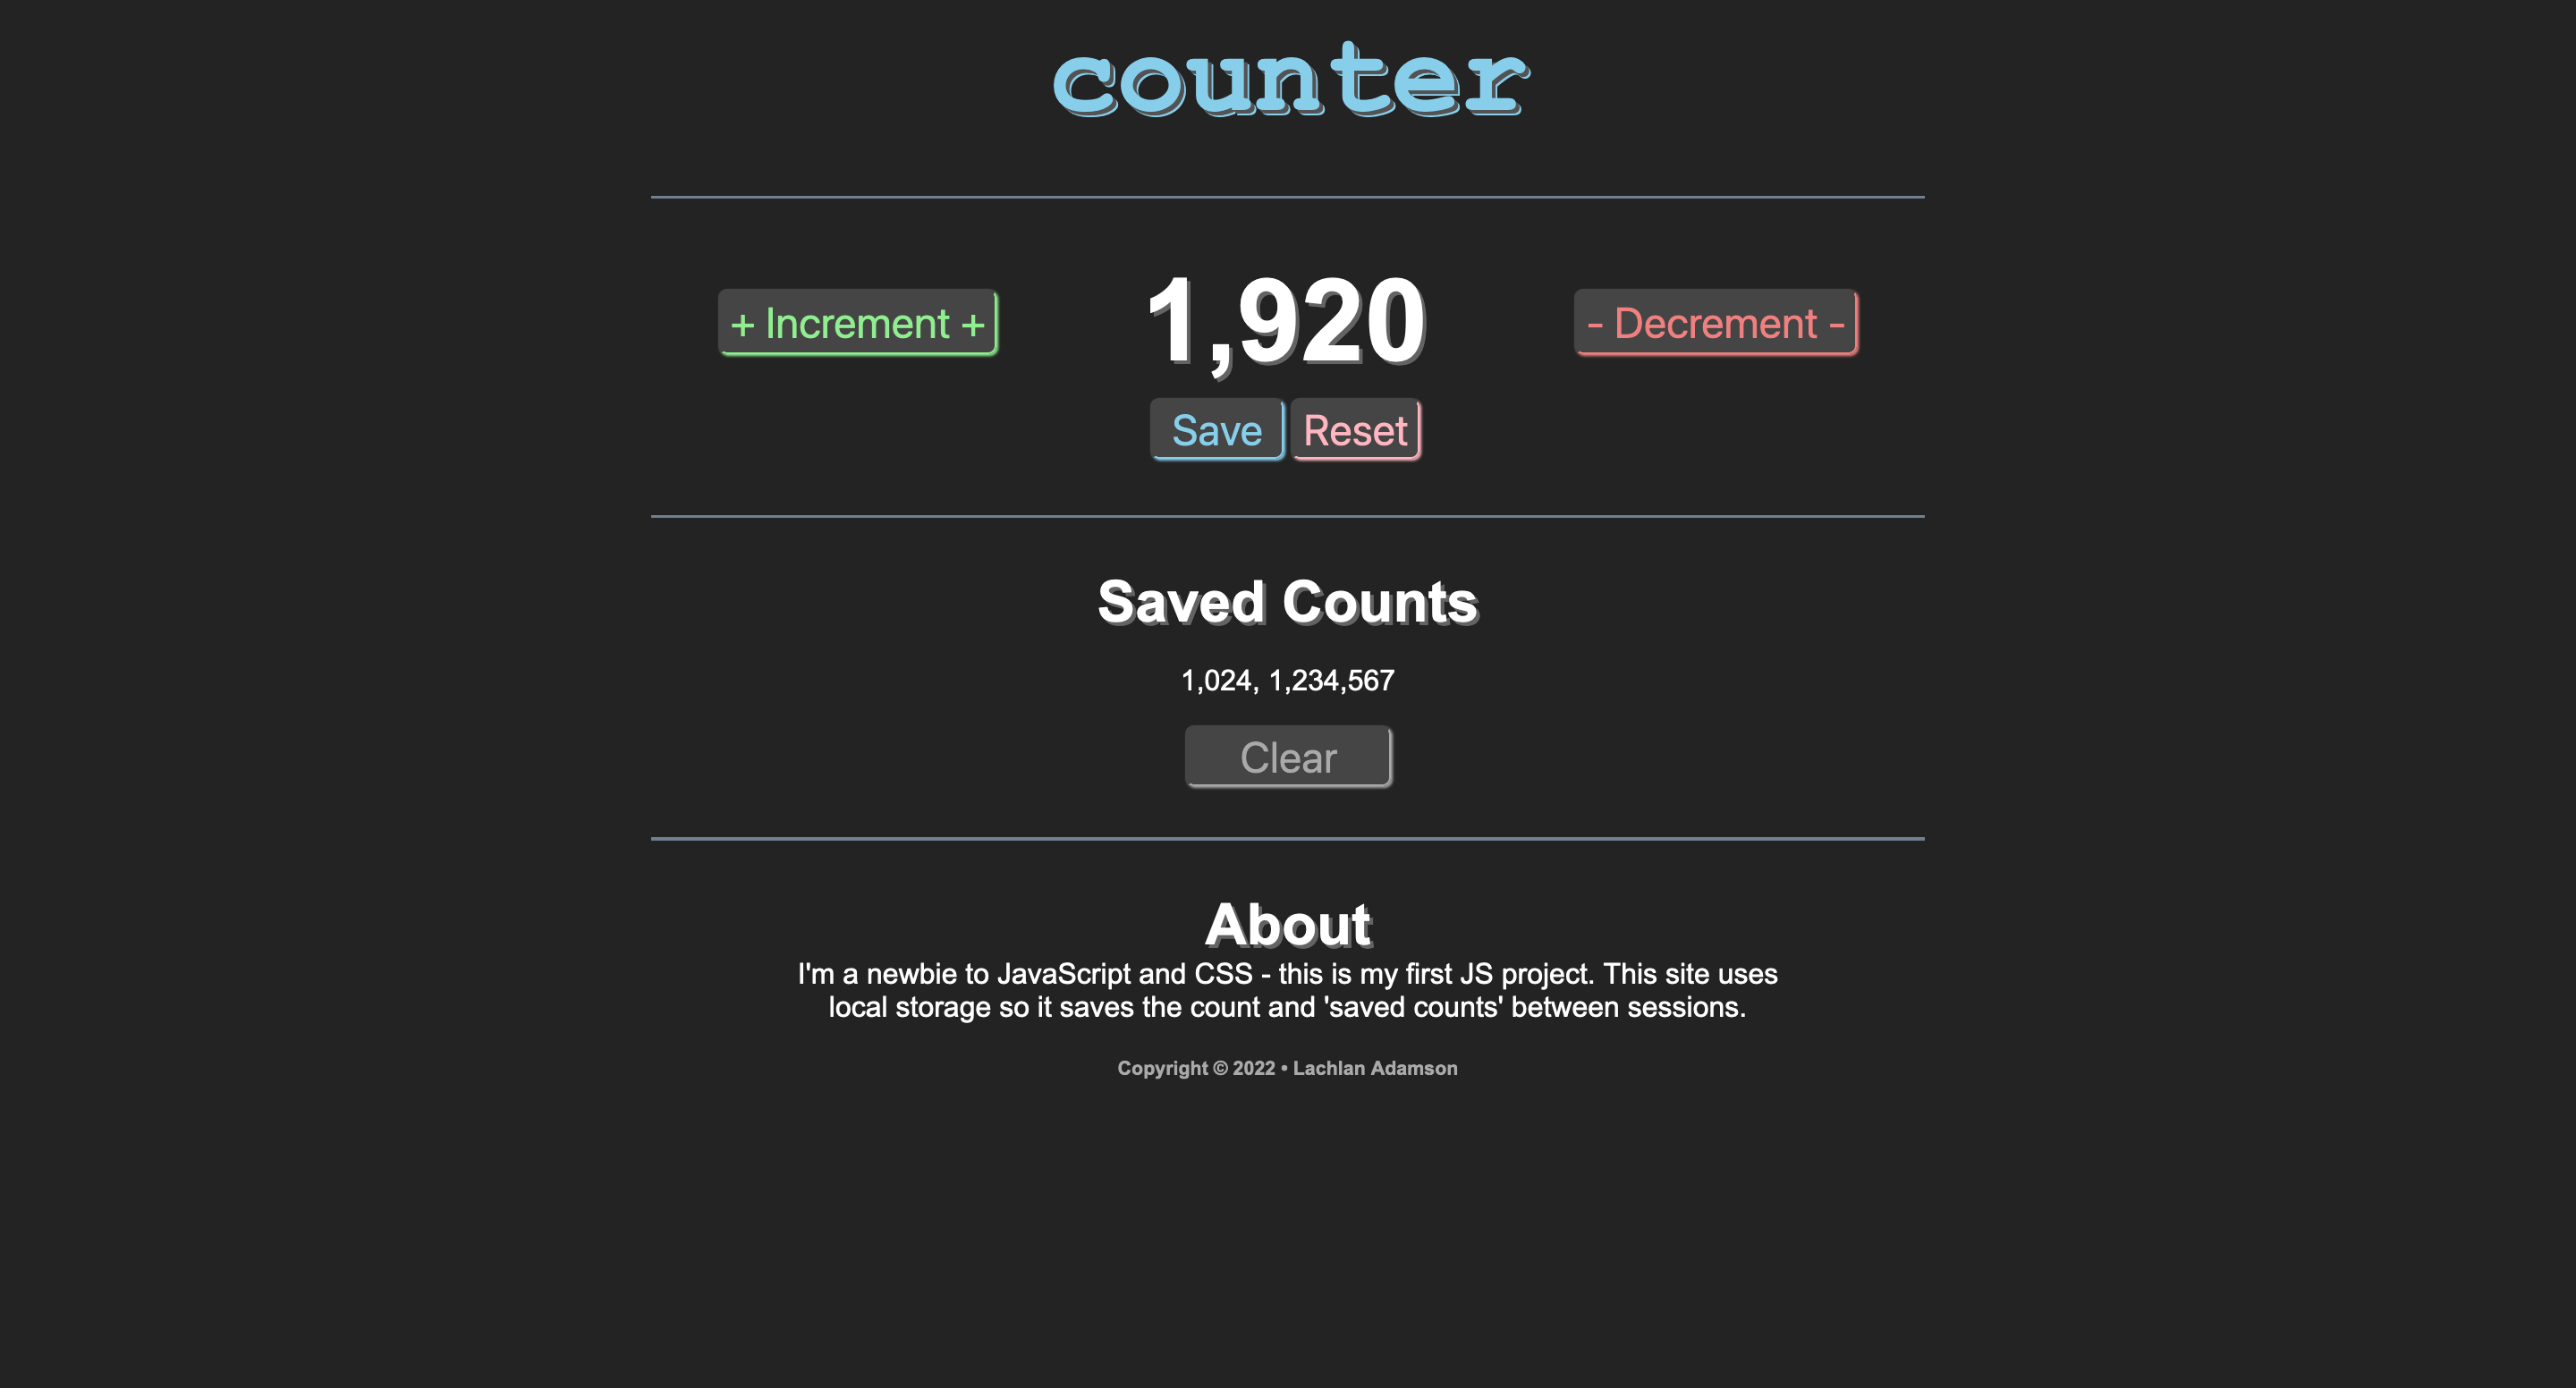 counter
+ Increment +
1,920
- Decrement -
Save
Reset
Saved Counts
1,024, 1,234,567
Clear
About
I'm a newbie to JavaScript and CSS - this is my first JS project. This site uses
local storage so it saves the count and 'saved counts' between sessions.
Copyright © 2022 • Lachlan Adamson